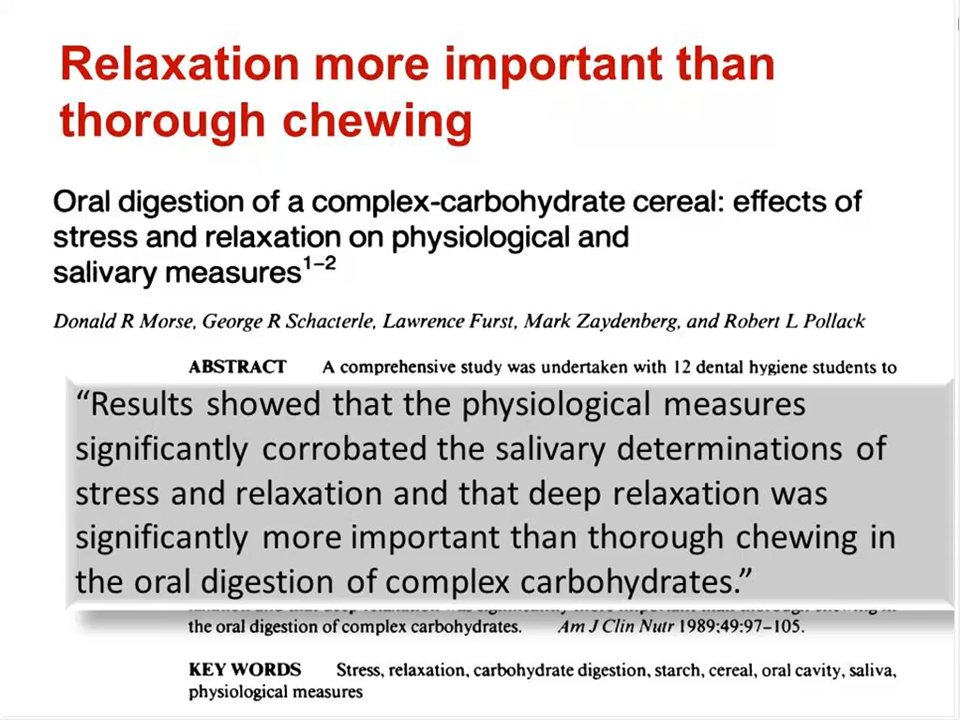 Relaxation more important than
thorough chewing
Oral digestion of a complex-carbohydrate cereal: effects of
stress and relaxation on physiological and
salivary measures1–2
Donald R Morse, George R Schacterle, Lawrence Furst, Mark Zaydenberg, and Robert L Pollack
ABSTRACT A comprehensive study was undertaken with 12 dental hygiene students to
“Results showed that the physiological measures
significantly corrobated the salivary determinations of
stress and relaxation and that deep relaxation was
significantly more important than thorough chewing in
the oral digestion of complex carbohydrates.”
the oral digestion of complex carbohydrates. Am J Clin Nutr 1989;49:97–105.
KEY WORDS Stress, relaxation, carbohydrate digestion, starch, cereal, oral cavity, saliva,
physiological measures